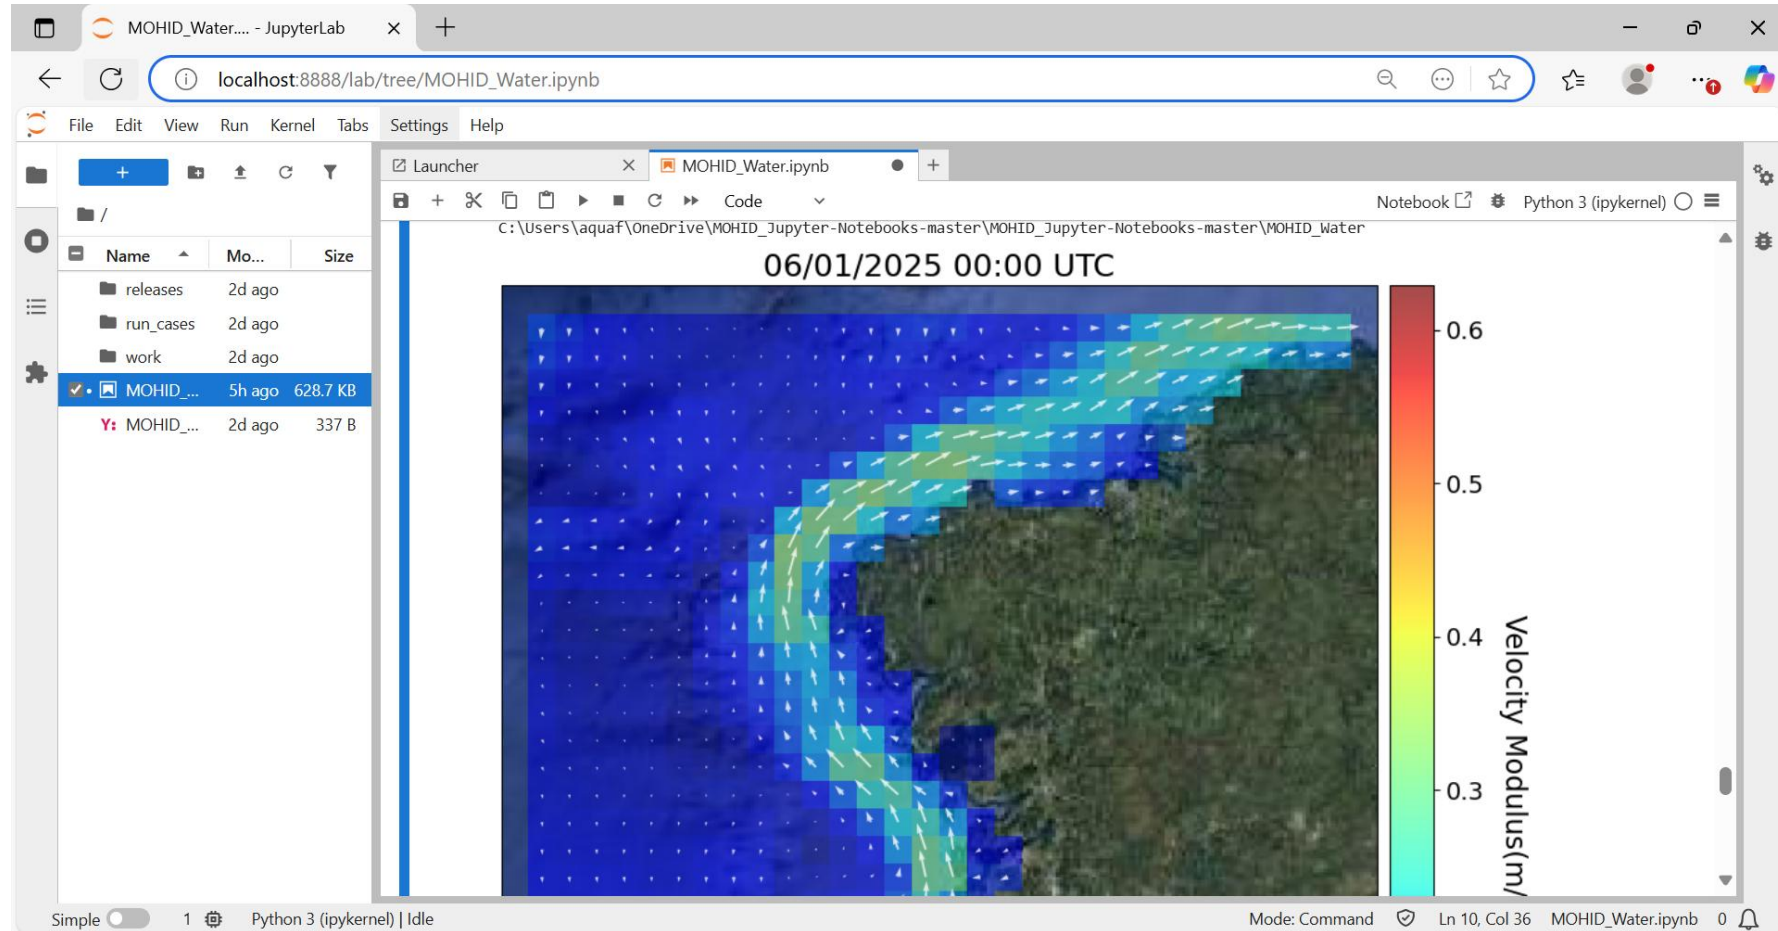 MOHID_Water.... - JupyterLab
localhost:8888/lab/tree/MOHID_Water.ipynb
File Edit View Run Kernel Tabs Settings Help
Launcher MOHID_Water.ipynb
Code Notebook Python 3 (ipykernel)
/
Name Mo... Size
releases 2d ago
run_cases 2d ago
work 2d ago
MOHID_... 5h ago 628.7 KB
Y: MOHID_... 2d ago 337 B
C:\Users\aquaf\OneDrive\MOHID_Jupyter-Notebooks-master\MOHID_Jupyter-Notebooks-master\MOHID_Water
06/01/2025 00:00 UTC
0.6
0.5
0.4
0.3
Velocity Modulus(m/
Simple 1 Python 3 (ipykernel) | Idle Mode: Command Ln 10, Col 36 MOHID_Water.ipynb 0